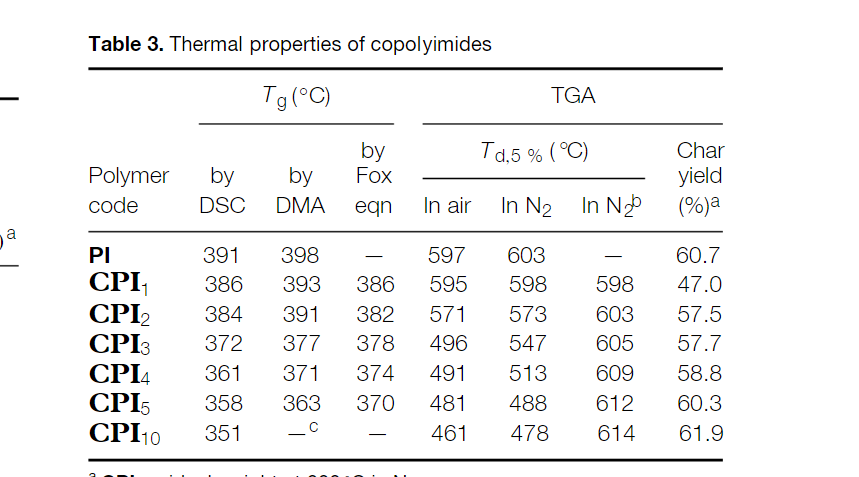 Table 3. Thermal properties of copolyimides
Tg (°C) TGA
by Td,5 % (°C) Char
Polymer by by Fox yield
code DSC DMA eqn In air In N2 In N2b (%)a
)a
PI 391 398 — 597 603 — 60.7
CPI1 386 393 386 595 598 598 47.0
CPI2 384 391 382 571 573 603 57.5
CPI3 372 377 378 496 547 605 57.7
CPI4 361 371 374 491 513 609 58.8
CPI5 358 363 370 481 488 612 60.3
CPI10 351 —c — 461 478 614 61.9